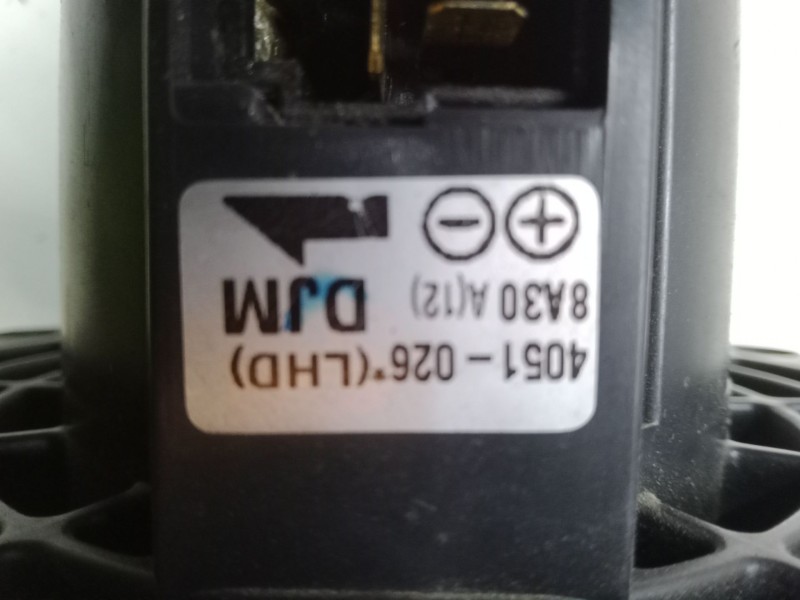 4051-026*(LHD)
8A30 A(12) DJM
⊕ ⊖